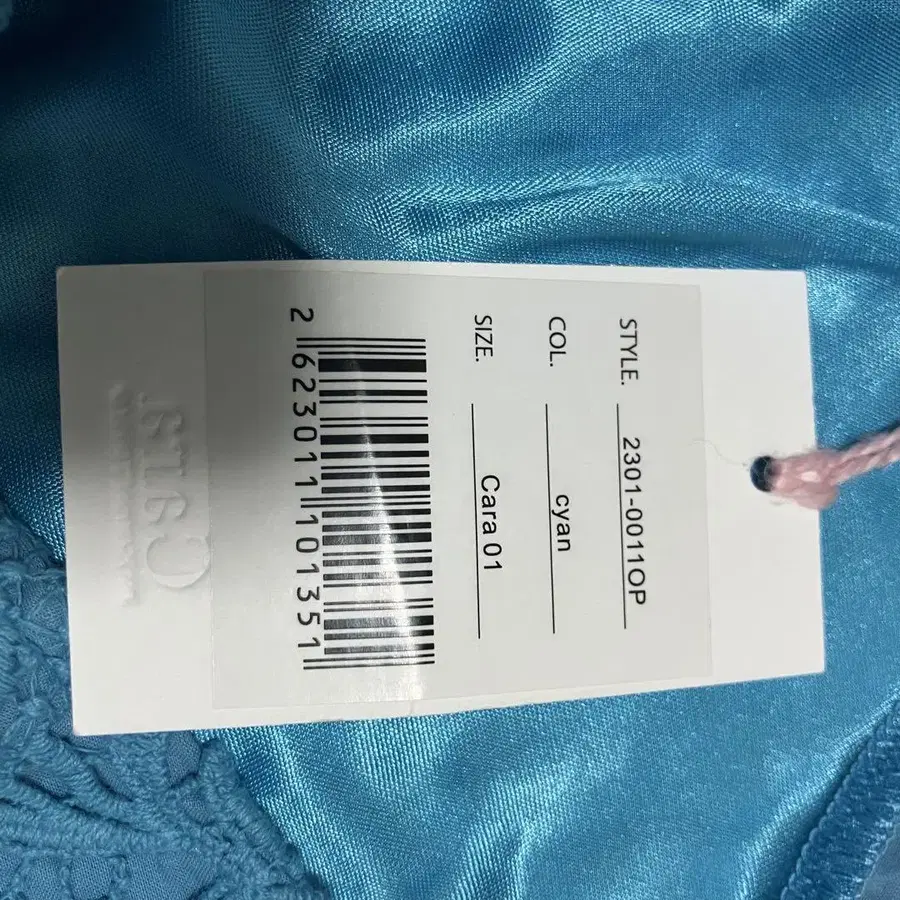 STYLE. 2301-0011OP
COL. cyan
SIZE. Cara 01
2 623011 101351